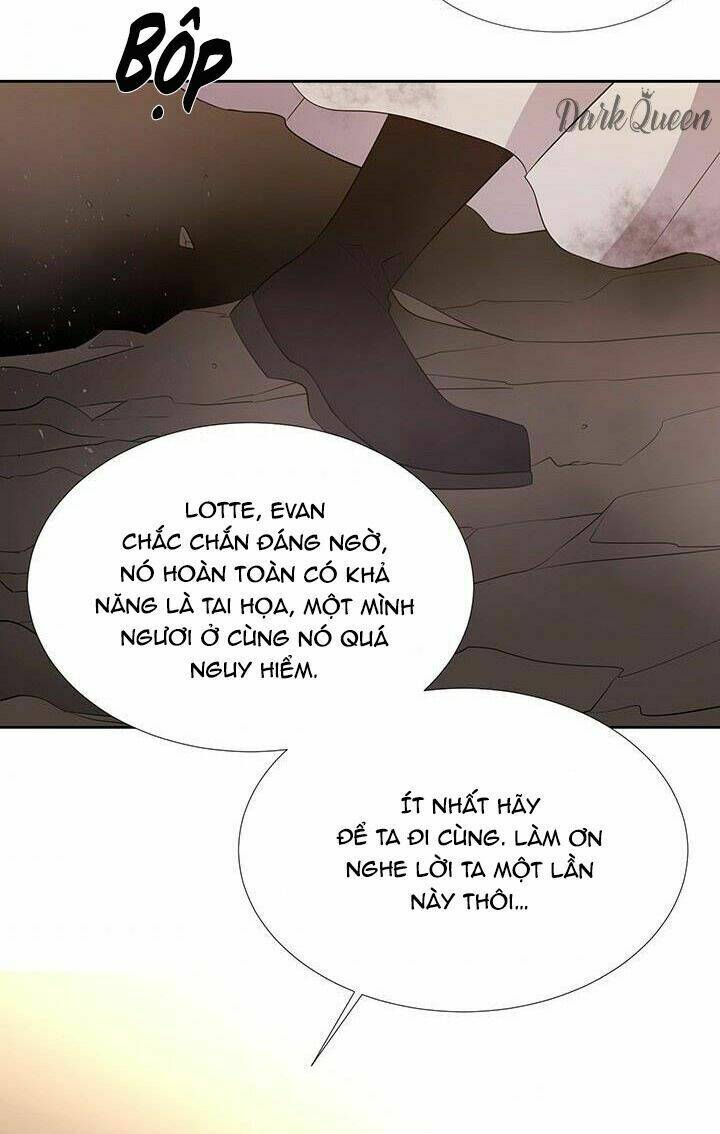 BỘP
Dark Queen
LOTTE, EVAN
CHẮC CHẮN ĐÁNG NGỜ,
NÓ HOÀN TOÀN CÓ KHẢ
NĂNG LÀ TAI HỌA, MỘT MÌNH
NGƯƠI Ở CÙNG NÓ QUÁ
NGUY HIỂM.
ÍT NHẤT HÃY
ĐỂ TA ĐI CÙNG. LÀM ƠN
NGHE LỜI TA MỘT LẦN
NÀY THÔI...